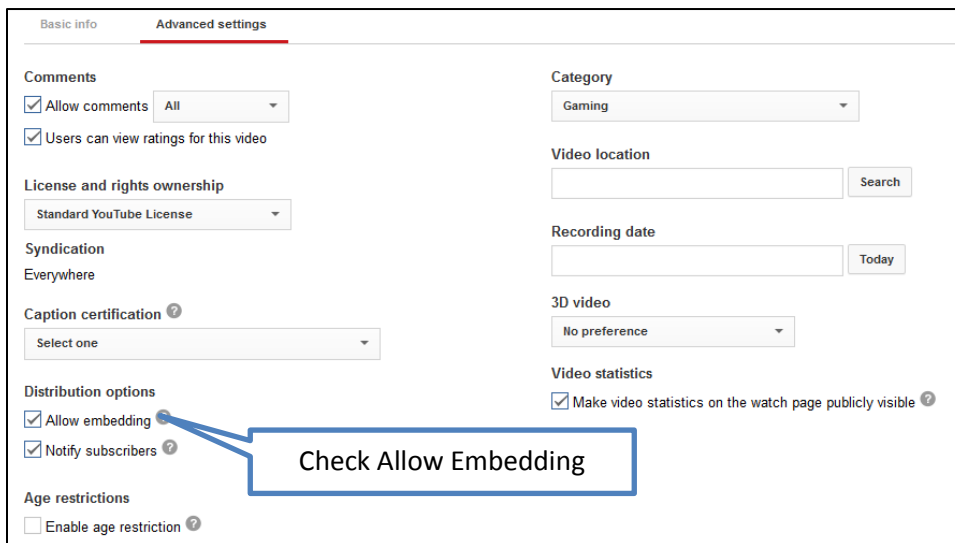 Basic info
Advanced settings
Comments
Allow comments
All
Users can view ratings for this video
License and rights ownership
Standard YouTube License
Syndication
Everywhere
Caption certification ?
Select one
Distribution options
Allow embedding ?
Notify subscribers ?
Age restrictions
Enable age restriction ?
Category
Gaming
Video location
Search
Recording date
Today
3D video
No preference
Video statistics
Make video statistics on the watch page publicly visible ?
Check Allow Embedding